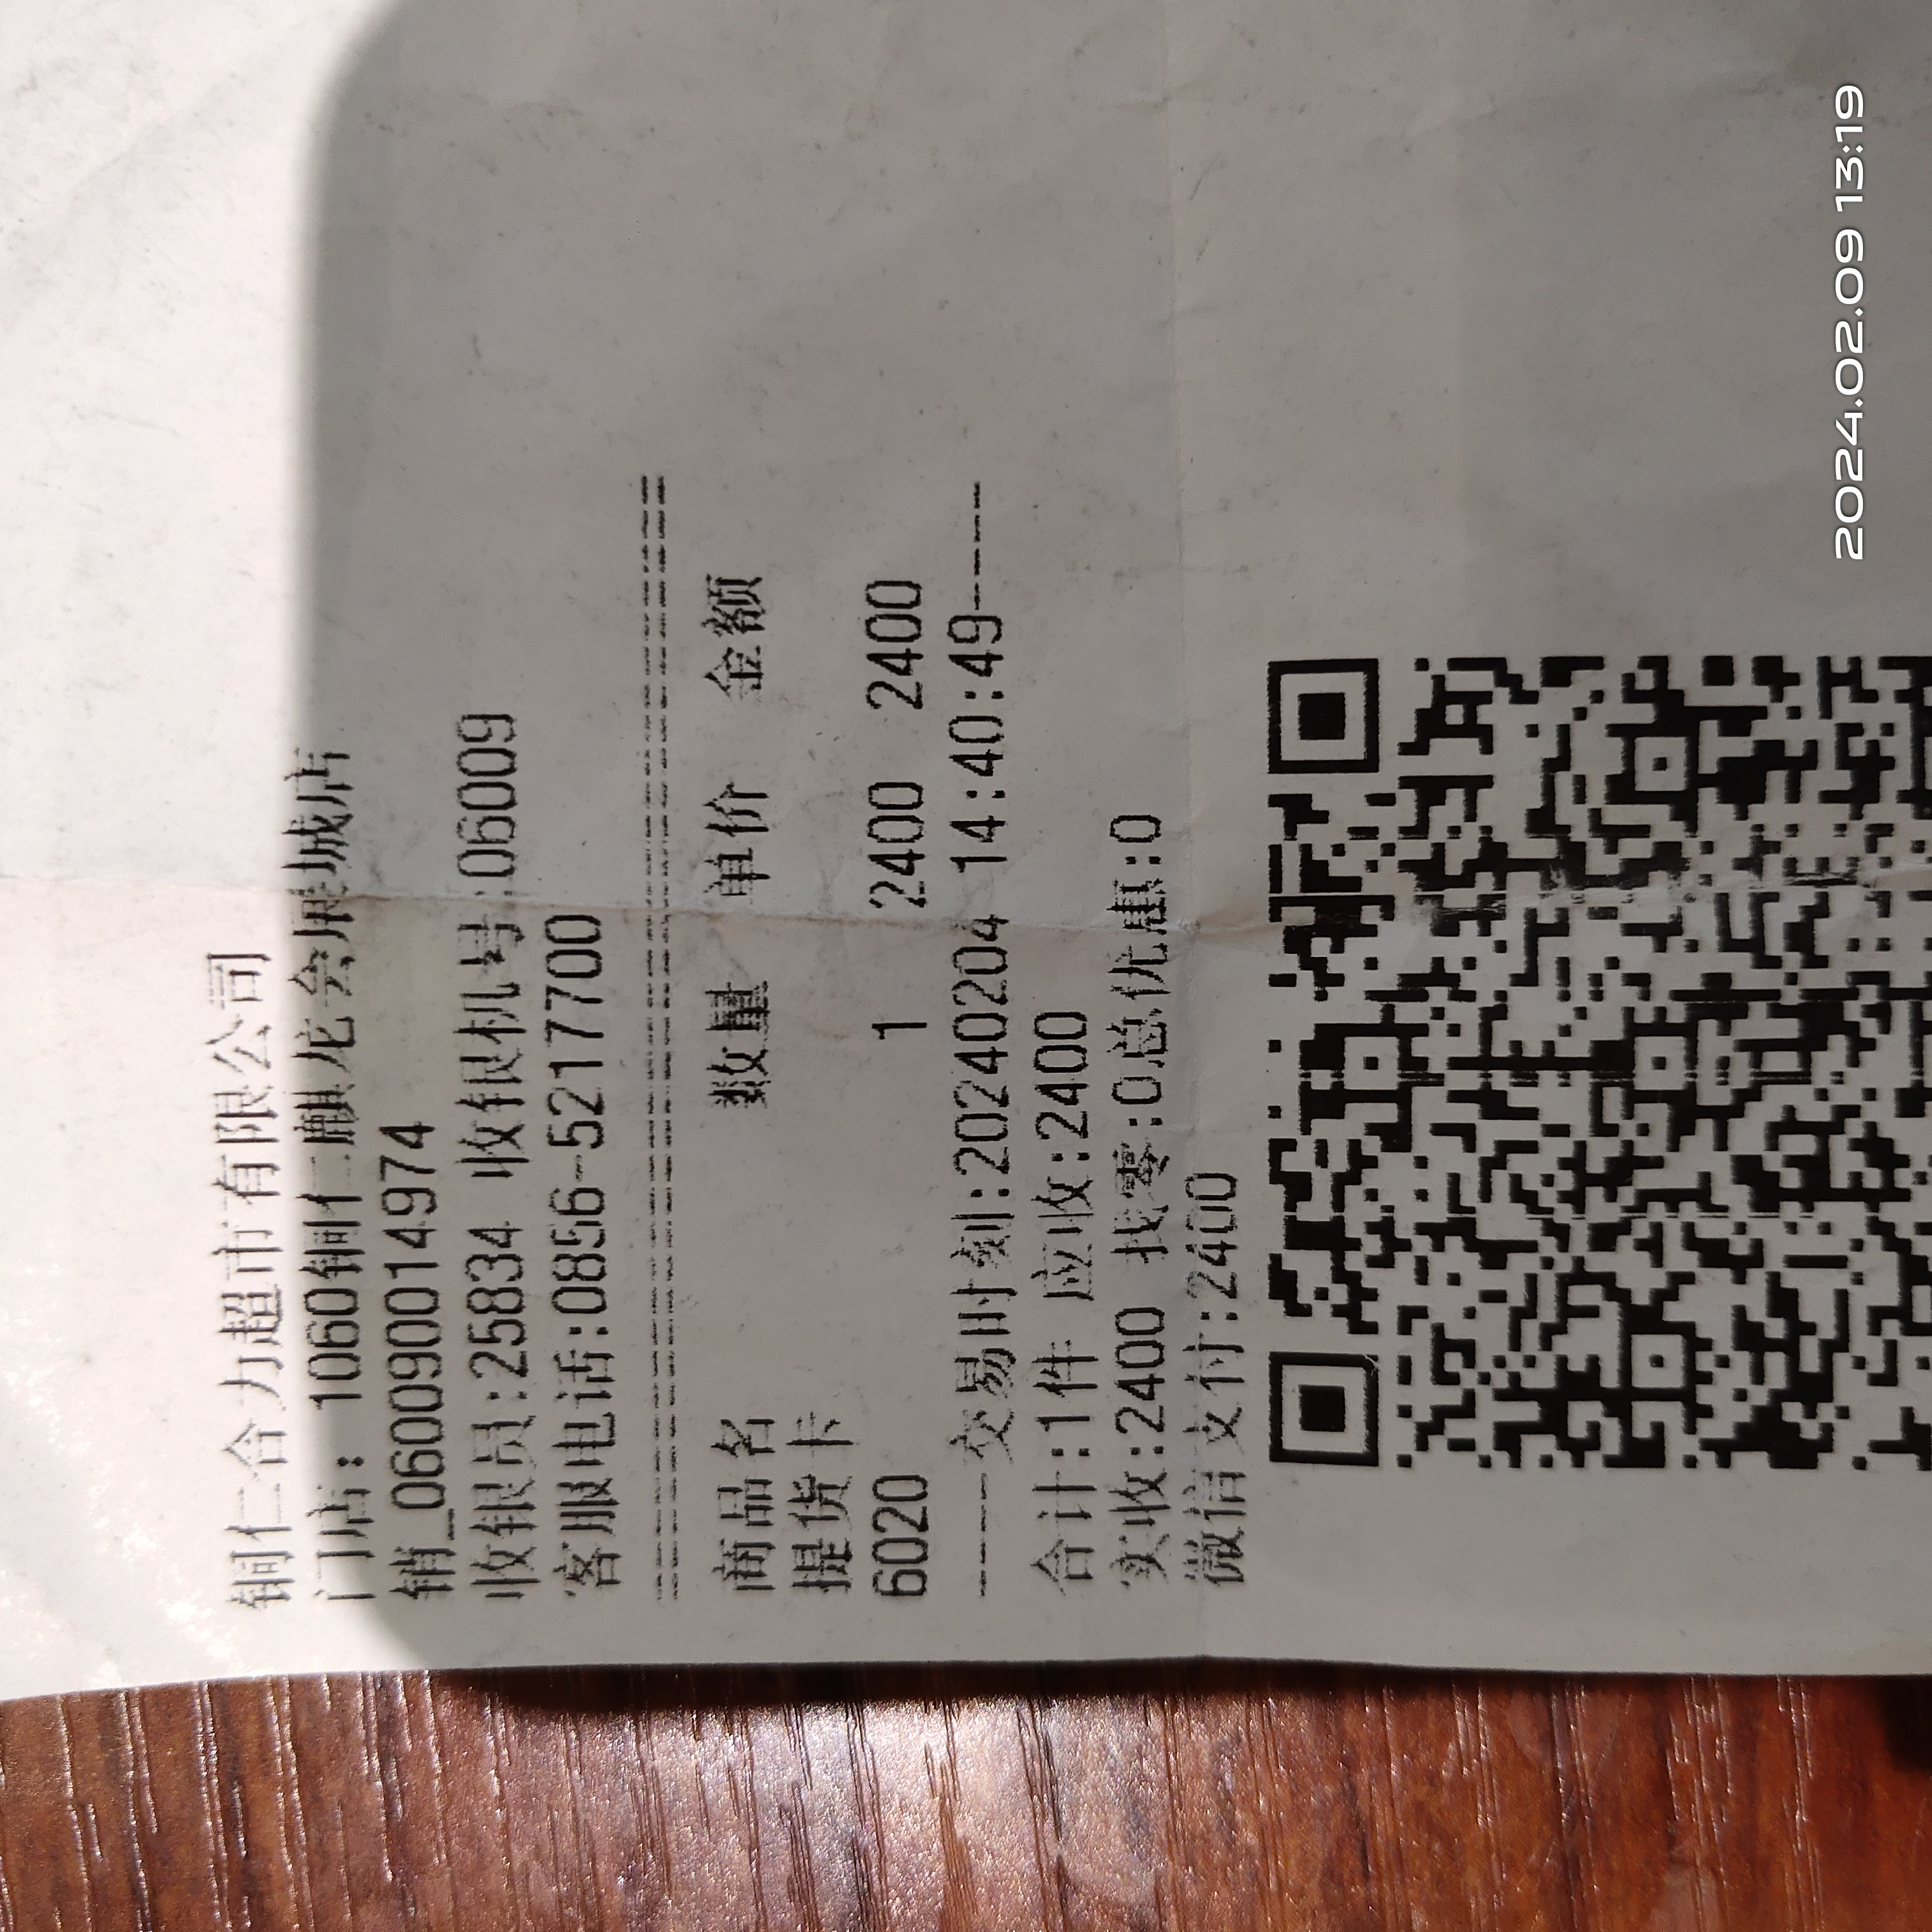 铜仁合力超市有限公司
门店: 1060铜仁麒龙会展城店
销_060090014974
收银员:25834 收银机号:06009
客服电话:0856-5217700
================================
商品名 数量 单价 金额
提货卡
6020 1 2400 2400
----交易时刻:20240204 14:40:49----
合计:1件 应收:2400
实收:2400 找零:0总优惠:0
微信支付:2400
2024.02.09 13:19